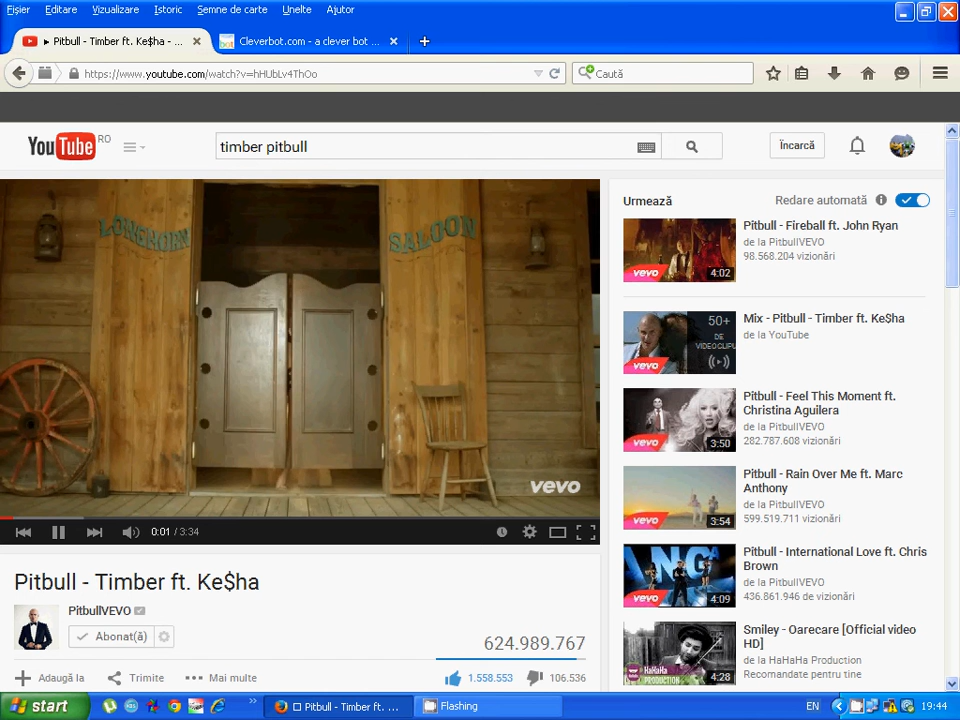 Fișier Editare Vizualizare Istoric Semne de carte Unelte Ajutor
Pitbull - Timber ft. Ke$ha - ...
Cleverbot.com - a clever bot ...
https://www.youtube.com/watch?v=hHUbLv4ThOo
Caută
YouTube RO
timber pitbull
Încarcă
LONGHORN
SALOON
vevo
0:01 / 3:34
Pitbull - Timber ft. Ke$ha
PitbullVEVO
Abonat(ă)
624.989.767
Adaugă la
Trimite
Mai multe
1.558.553
106.536
Urmează
Redare automată
vevo
4:02
Pitbull - Fireball ft. John Ryan
de la PitbullVEVO
98.568.204 vizionări
50+
DE
VIDEOCLIPU
vevo
Mix - Pitbull - Timber ft. Ke$ha
de la YouTube
vevo
3:50
Pitbull - Feel This Moment ft.
Christina Aguilera
de la PitbullVEVO
282.787.608 vizionări
vevo
3:54
Pitbull - Rain Over Me ft. Marc
Anthony
de la PitbullVEVO
599.519.711 vizionări
vevo
4:09
Pitbull - International Love ft. Chris
Brown
de la PitbullVEVO
436.861.946 de vizionări
HaHaHa
PRODUCTION
4:28
Smiley - Oarecare [Official video
HD]
de la HaHaHa Production
Recomandate pentru tine
start
Pitbull - Timber ft. ...
Flashing
EN
19:44